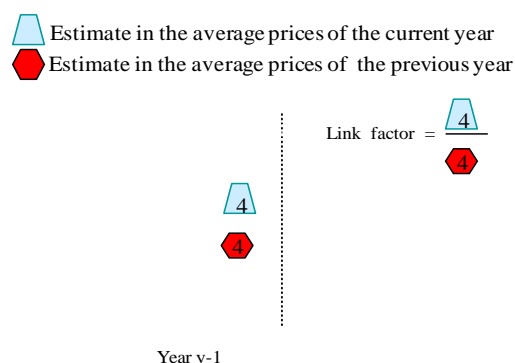 Estimate in the average prices of the current year
Estimate in the average prices of the previous year
Link factor = 4
4
4
4
Year y-1